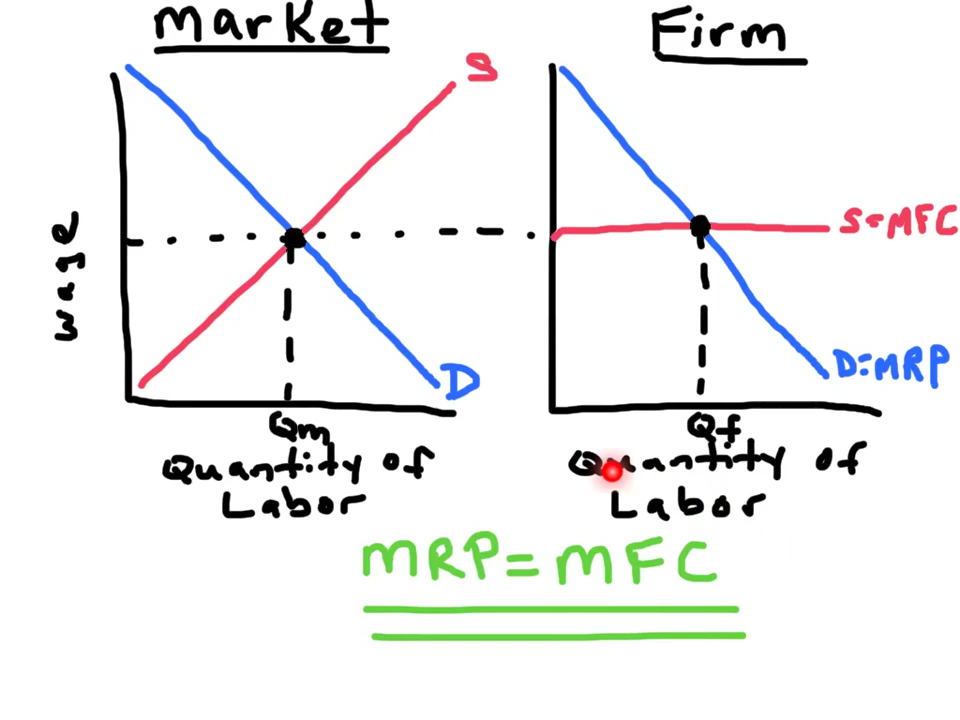 Market
Firm
S
wage
S=MFC
D
D=MRP
Qm
Qf
Quantity of
Labor
Quantity of
Labor
MRP=MFC